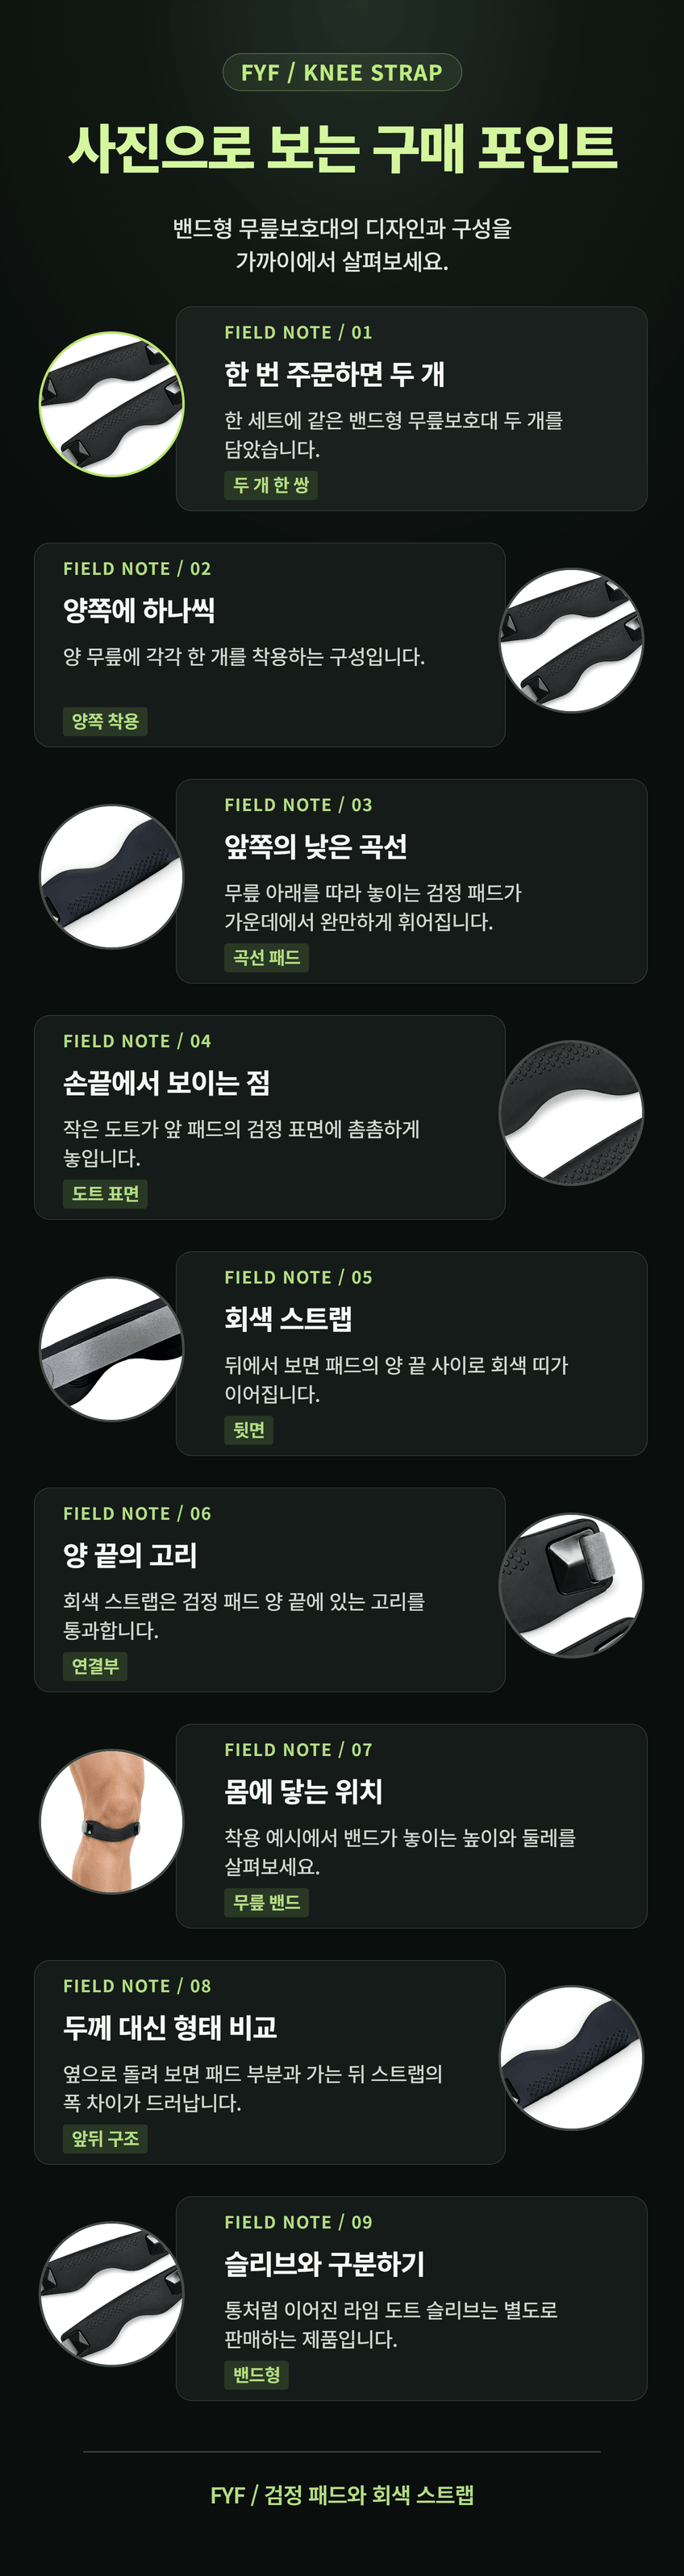 FYF / KNEE STRAP
사진으로 보는 구매 포인트
밴드형 무릎보호대의 디자인과 구성을
가까이에서 살펴보세요.
FIELD NOTE / 01
한 번 주문하면 두 개
한 세트에 같은 밴드형 무릎보호대 두 개를
담았습니다.
두 개 한 쌍
FIELD NOTE / 02
양쪽에 하나씩
양 무릎에 각각 한 개를 착용하는 구성입니다.
양쪽 착용
FIELD NOTE / 03
앞쪽의 낮은 곡선
무릎 아래를 따라 놓이는 검정 패드가
가운데에서 완만하게 휘어집니다.
곡선 패드
FIELD NOTE / 04
손끝에서 보이는 점
작은 도트가 앞 패드의 검정 표면에 촘촘하게
놓입니다.
도트 표면
FIELD NOTE / 05
회색 스트랩
뒤에서 보면 패드의 양 끝 사이로 회색 띠가
이어집니다.
뒷면
FIELD NOTE / 06
양 끝의 고리
회색 스트랩은 검정 패드 양 끝에 있는 고리를
통과합니다.
연결부
FIELD NOTE / 07
몸에 닿는 위치
착용 예시에서 밴드가 놓이는 높이와 둘레를
살펴보세요.
무릎 밴드
FIELD NOTE / 08
두께 대신 형태 비교
옆으로 돌려 보면 패드 부분과 가는 뒤 스트랩의
폭 차이가 드러납니다.
앞뒤 구조
FIELD NOTE / 09
슬리브와 구분하기
통처럼 이어진 라임 도트 슬리브는 별도로
판매하는 제품입니다.
밴드형
FYF / 검정 패드와 회색 스트랩